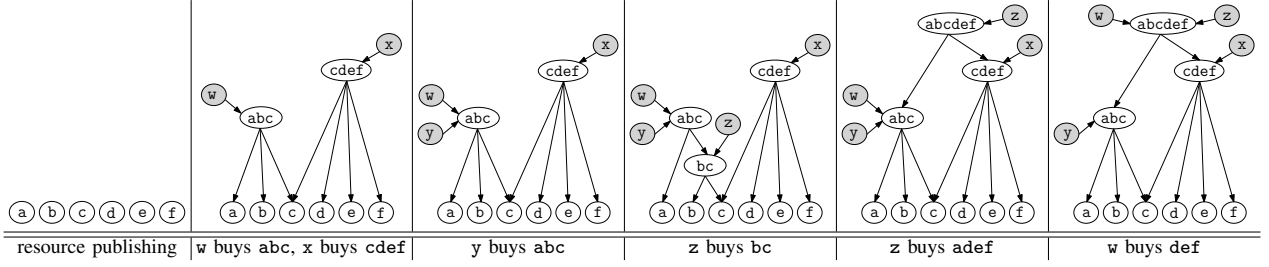 a b c d e f
resource publishing
w
x
abc
cdef
a b c d e f
w buys abc, x buys cdef
w
y
x
abc
cdef
a b c d e f
y buys abc
w
y
z
x
abc
bc
cdef
a b c d e f
z buys bc
abcdef
z
x
cdef
w
abc
y
a b c d e f
z buys adef
w
abcdef
z
x
cdef
abc
y
a b c d e f
w buys def